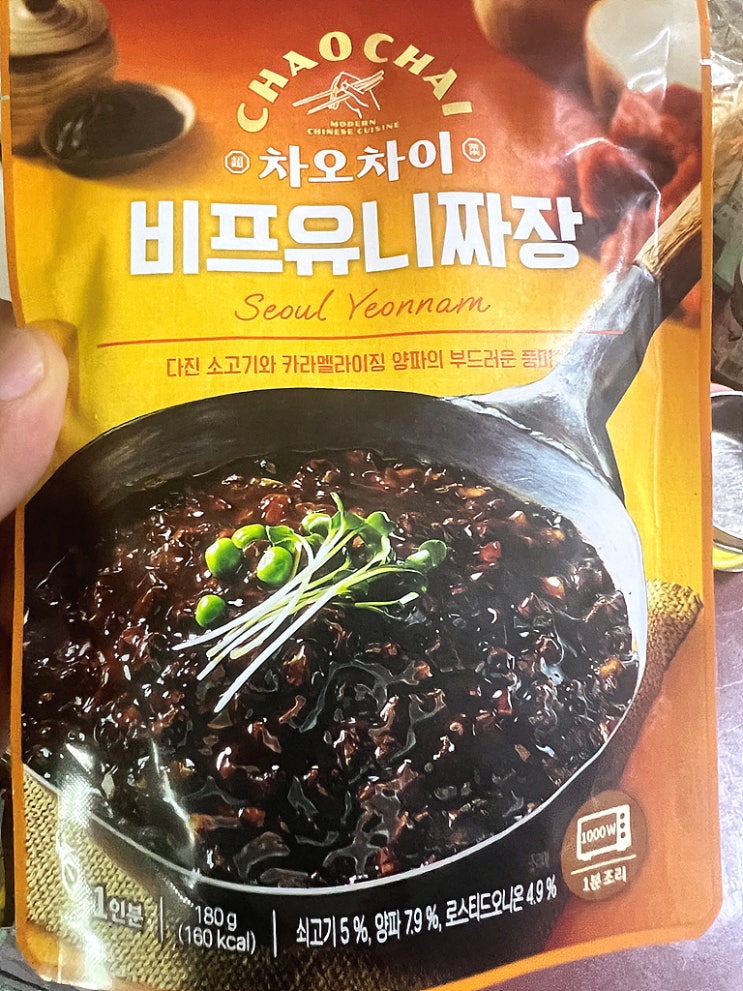 CHAOCHAI
MODERN
CHINESE CUISINE
차오차이
비프유니짜장
Seoul Yeonnam
다진 소고기와 카라멜라이징 양파의 부드러운 풍미
1000W
1분조리
1인분
180 g
(160 kcal)
쇠고기 5 %, 양파 7.9 %, 로스티드오니온 4.9 %